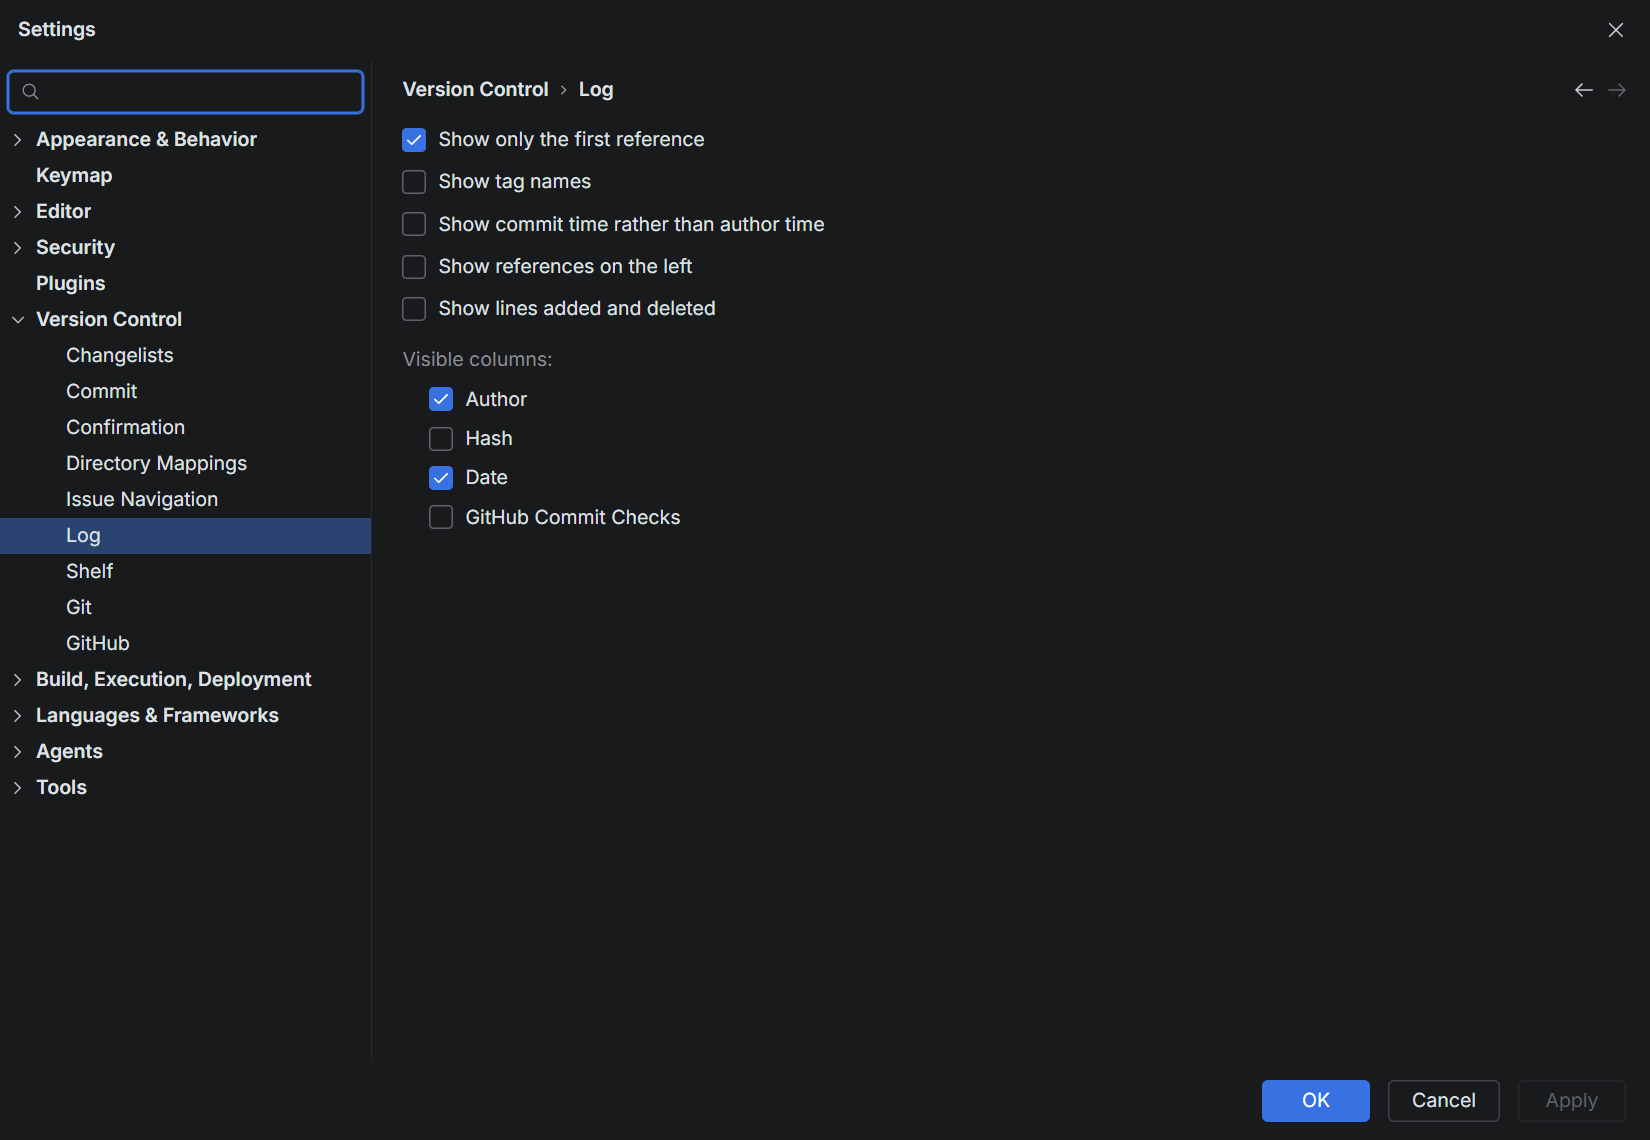 Settings
Appearance & Behavior
Keymap
Editor
Security
Plugins
Version Control
Changelists
Commit
Confirmation
Directory Mappings
Issue Navigation
Log
Shelf
Git
GitHub
Build, Execution, Deployment
Languages & Frameworks
Agents
Tools
Version Control › Log
Show only the first reference
Show tag names
Show commit time rather than author time
Show references on the left
Show lines added and deleted
Visible columns:
Author
Hash
Date
GitHub Commit Checks
OK
Cancel
Apply